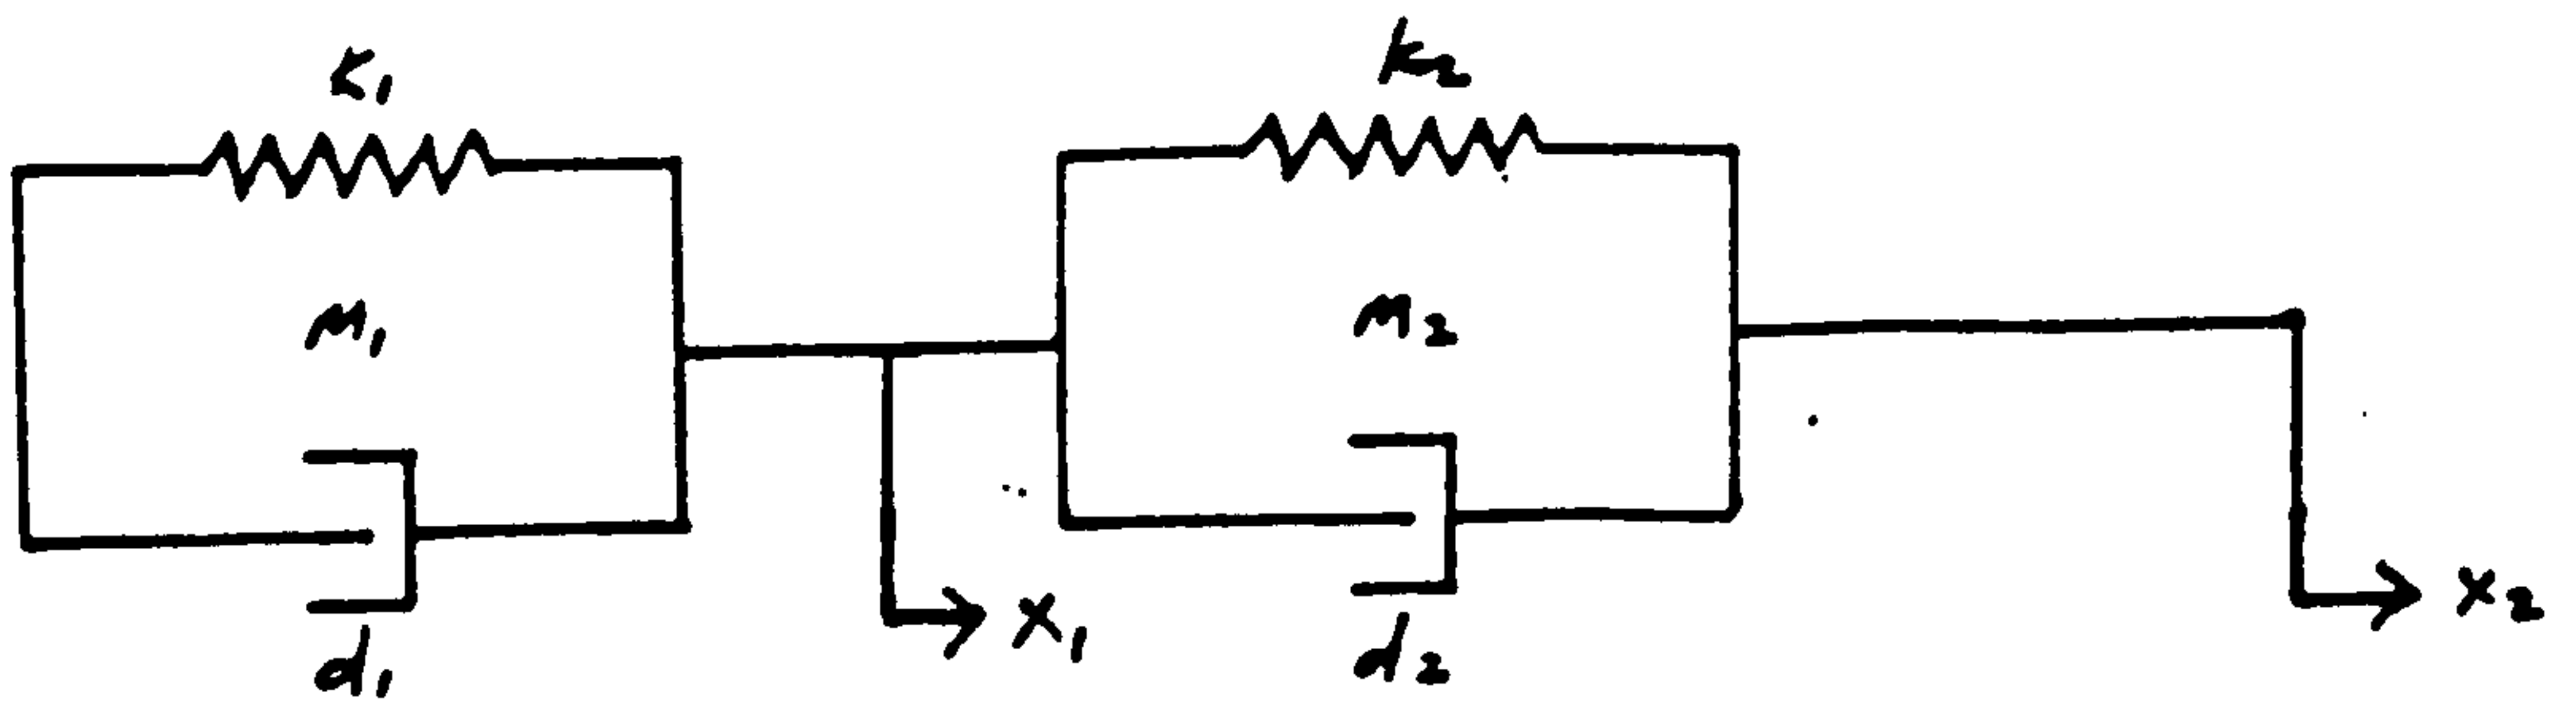 K₁
k₂
M₁
M₂
x₁
x₂
d₁
d₂